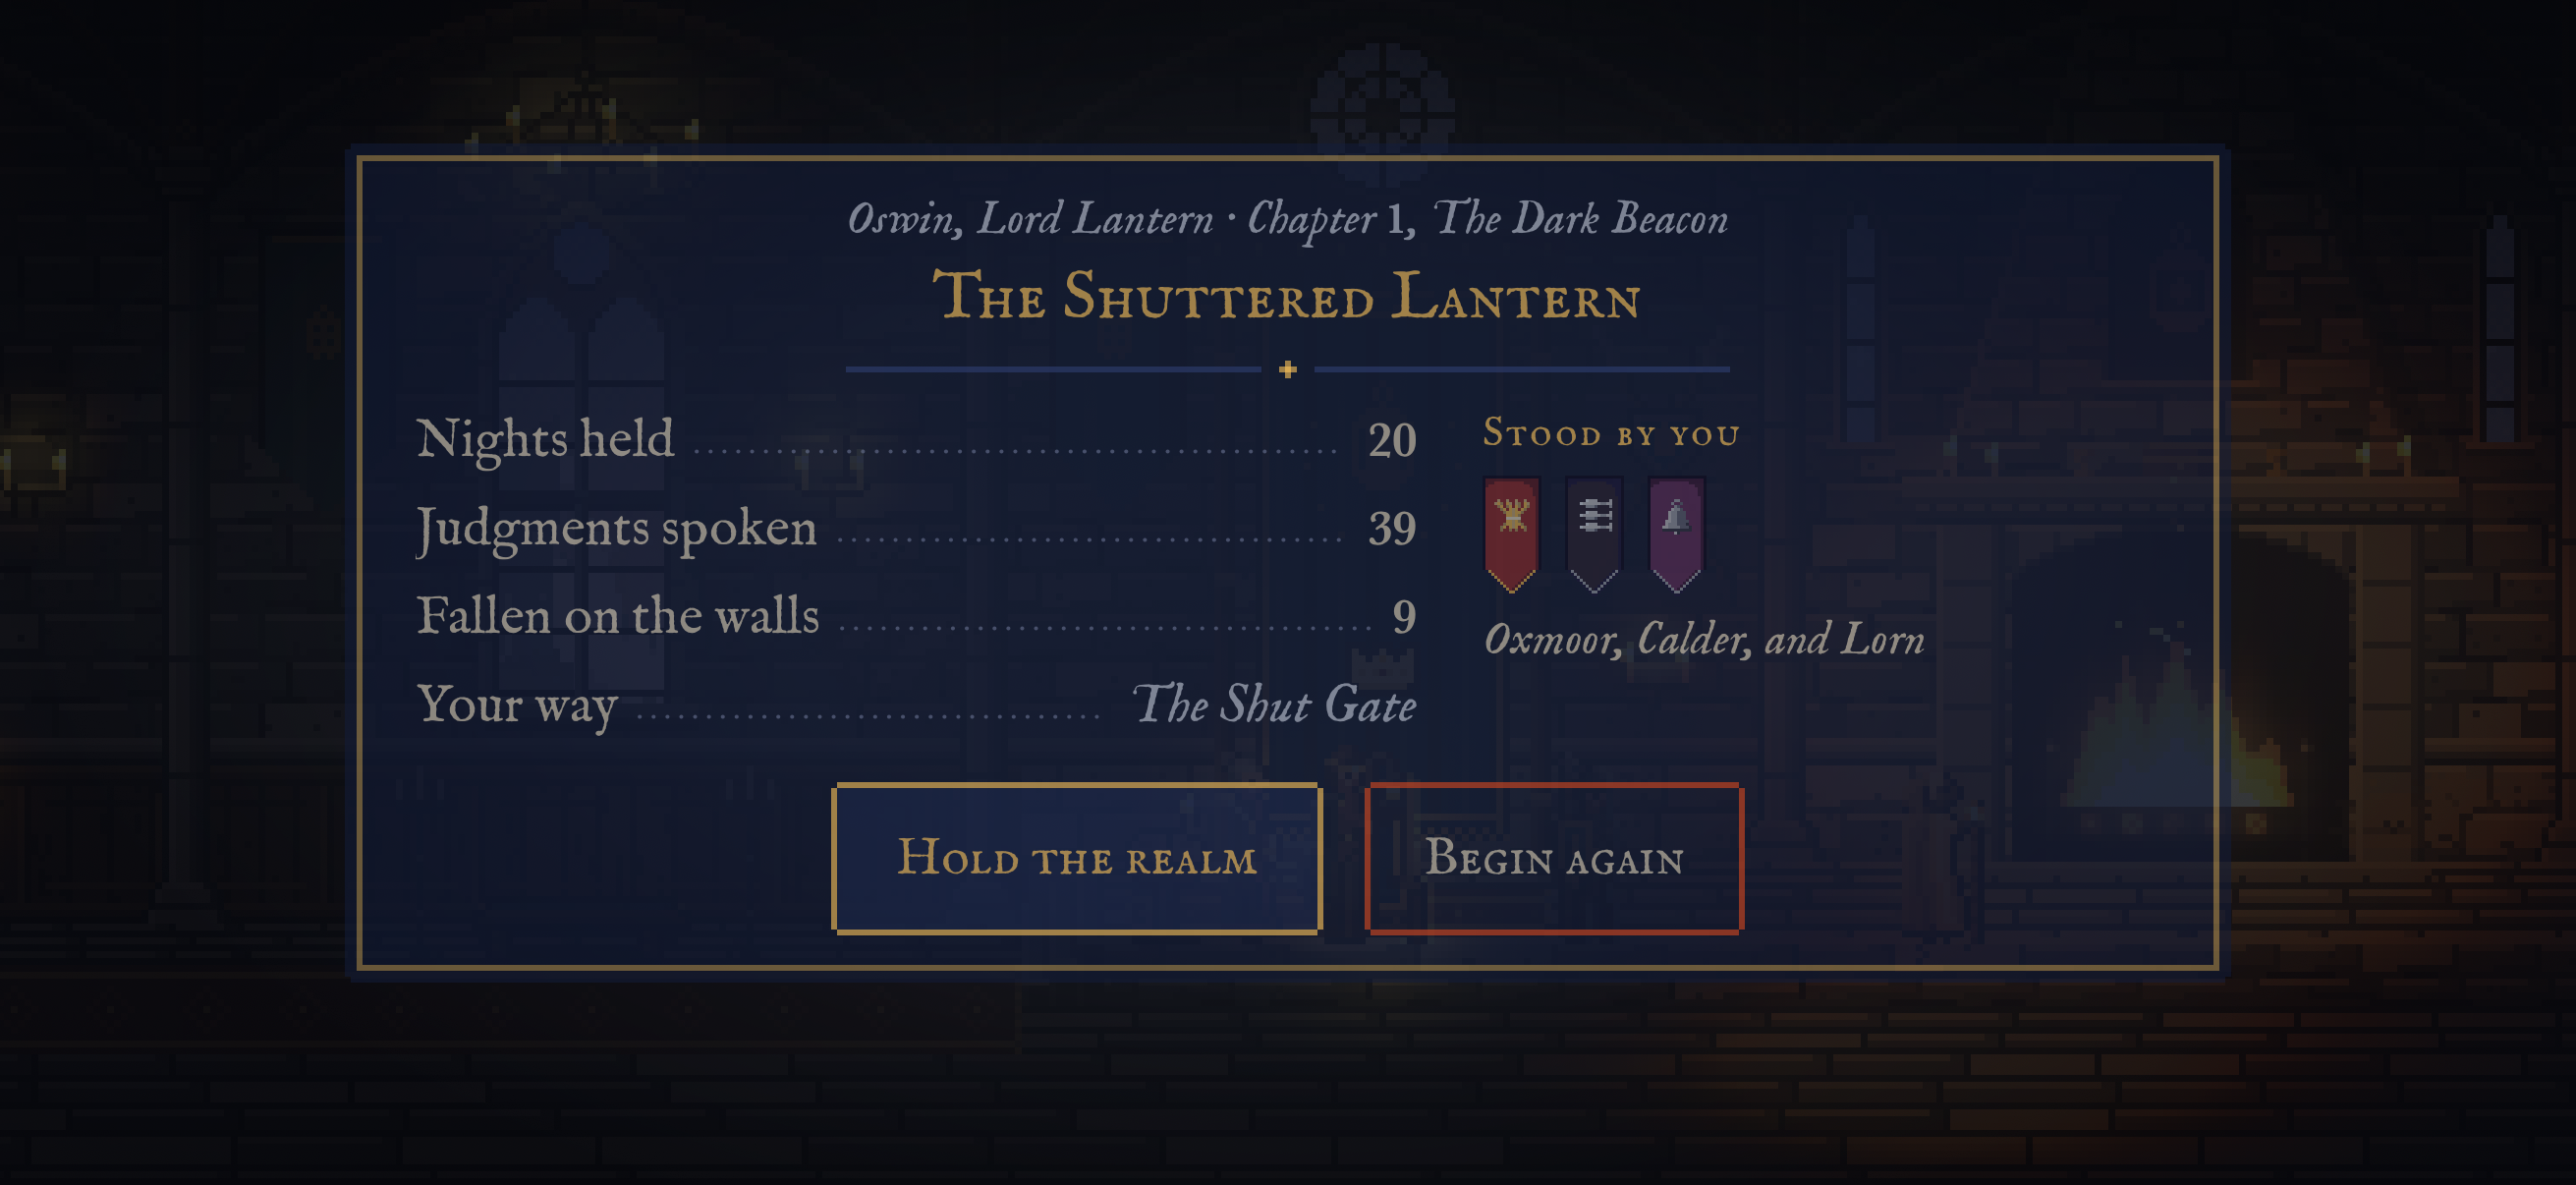 Oswin, Lord Lantern · Chapter 1, The Dark Beacon
The Shuttered Lantern
Nights held 20
Judgments spoken 39
Fallen on the walls 9
Your way The Shut Gate
Stood by you
Oxmoor, Calder, and Lorn
Hold the realm
Begin again